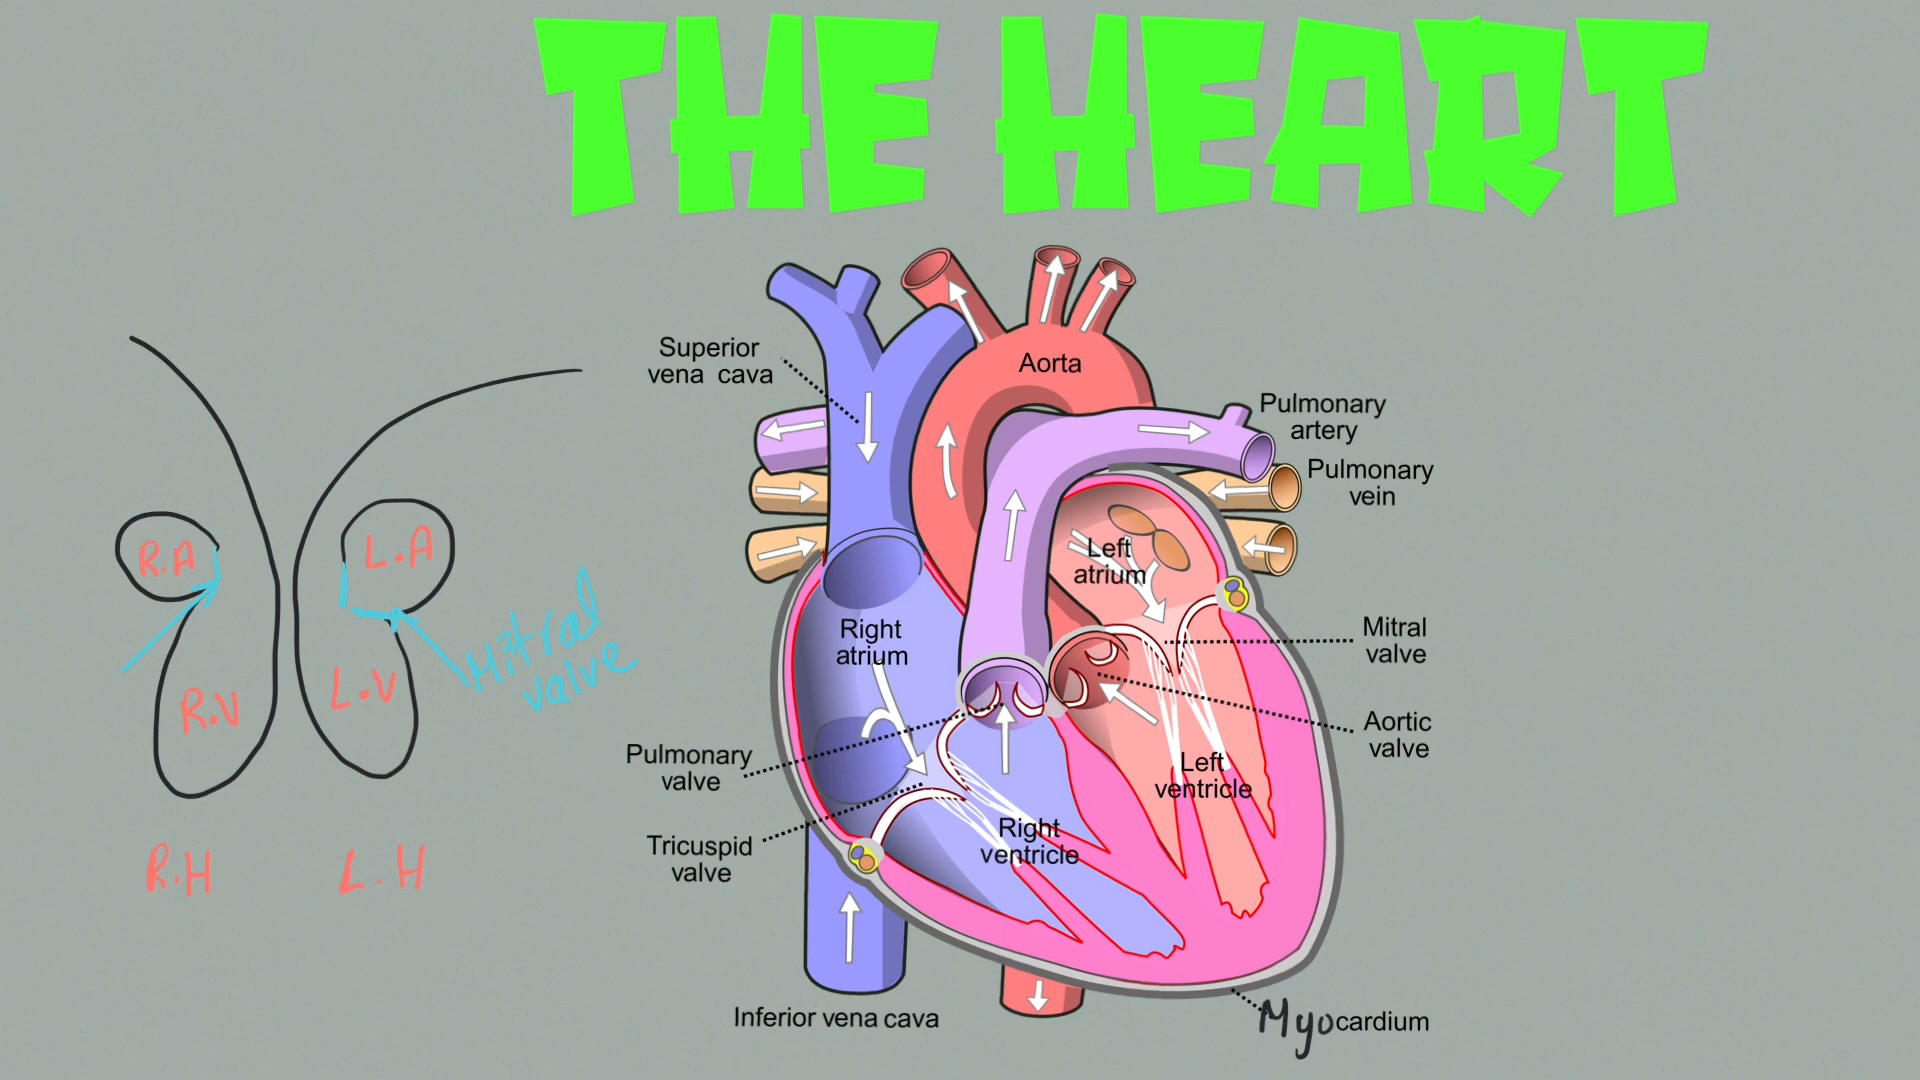 THE HEART
Superior
vena cava
Aorta
Pulmonary
artery
Pulmonary
vein
Left
atrium
Right
atrium
Mitral
valve
Aortic
valve
Pulmonary
valve
Left
ventricle
Tricuspid
valve
Right
ventricle
Inferior vena cava
Myocardium
R.A
L.A
Mitral
valve
R.V
L.V
R.H
L.H